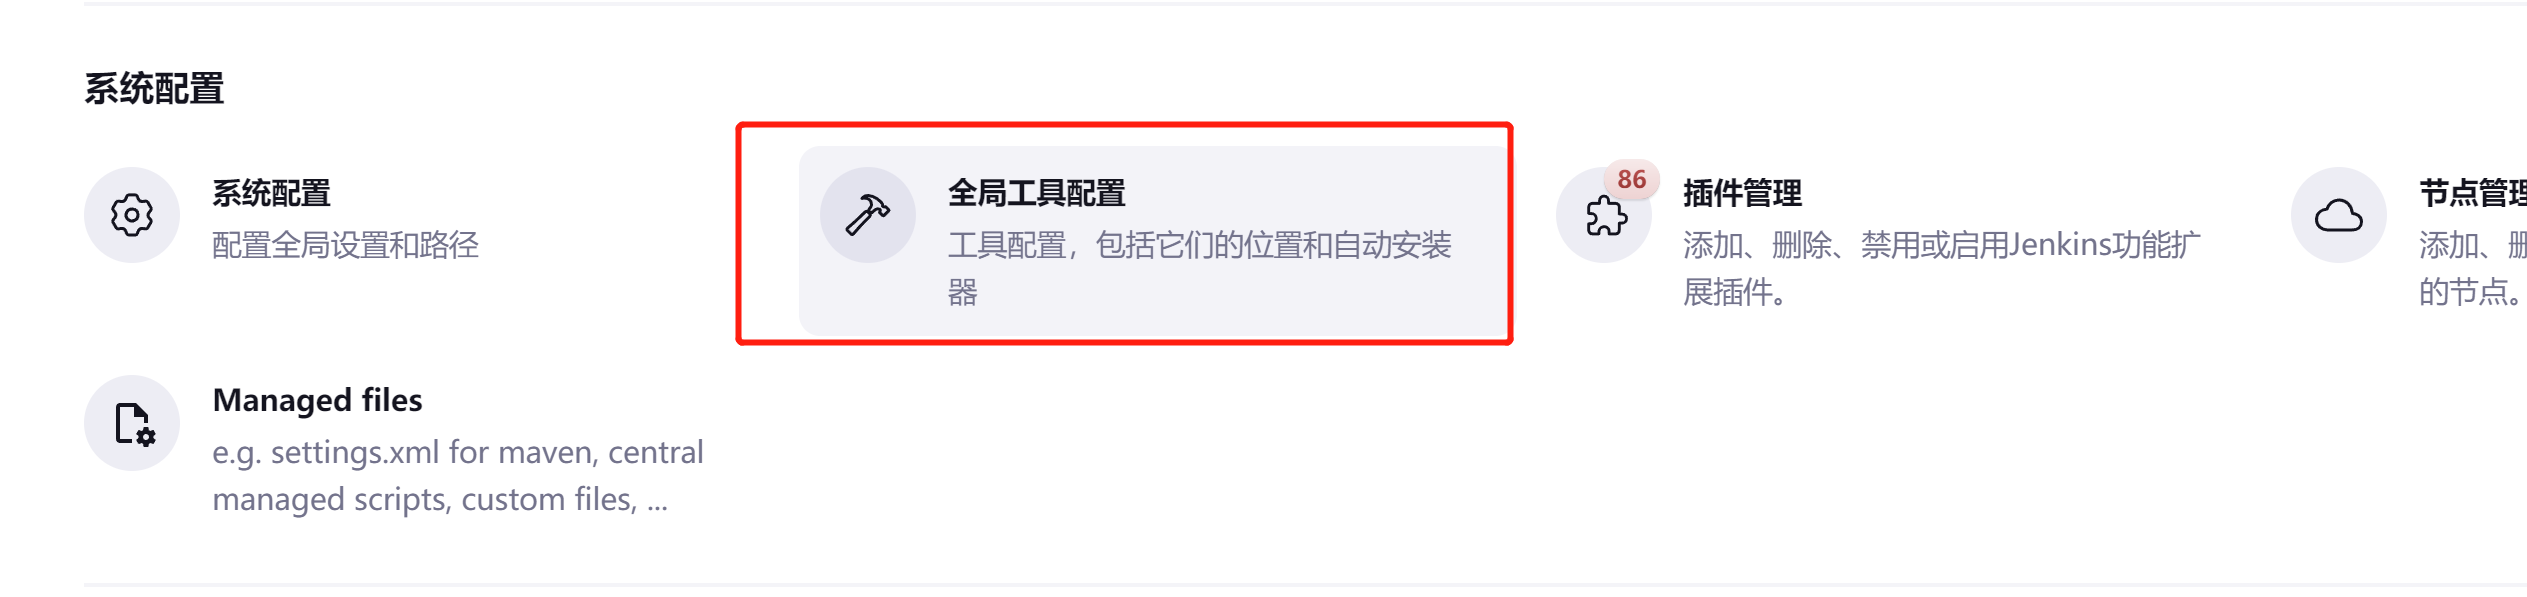 系统配置
系统配置
配置全局设置和路径
全局工具配置
工具配置，包括它们的位置和自动安装
器
86
插件管理
添加、删除、禁用或启用Jenkins功能扩
展插件。
节点管理
添加、删
的节点。
Managed files
e.g. settings.xml for maven, central
managed scripts, custom files, ...